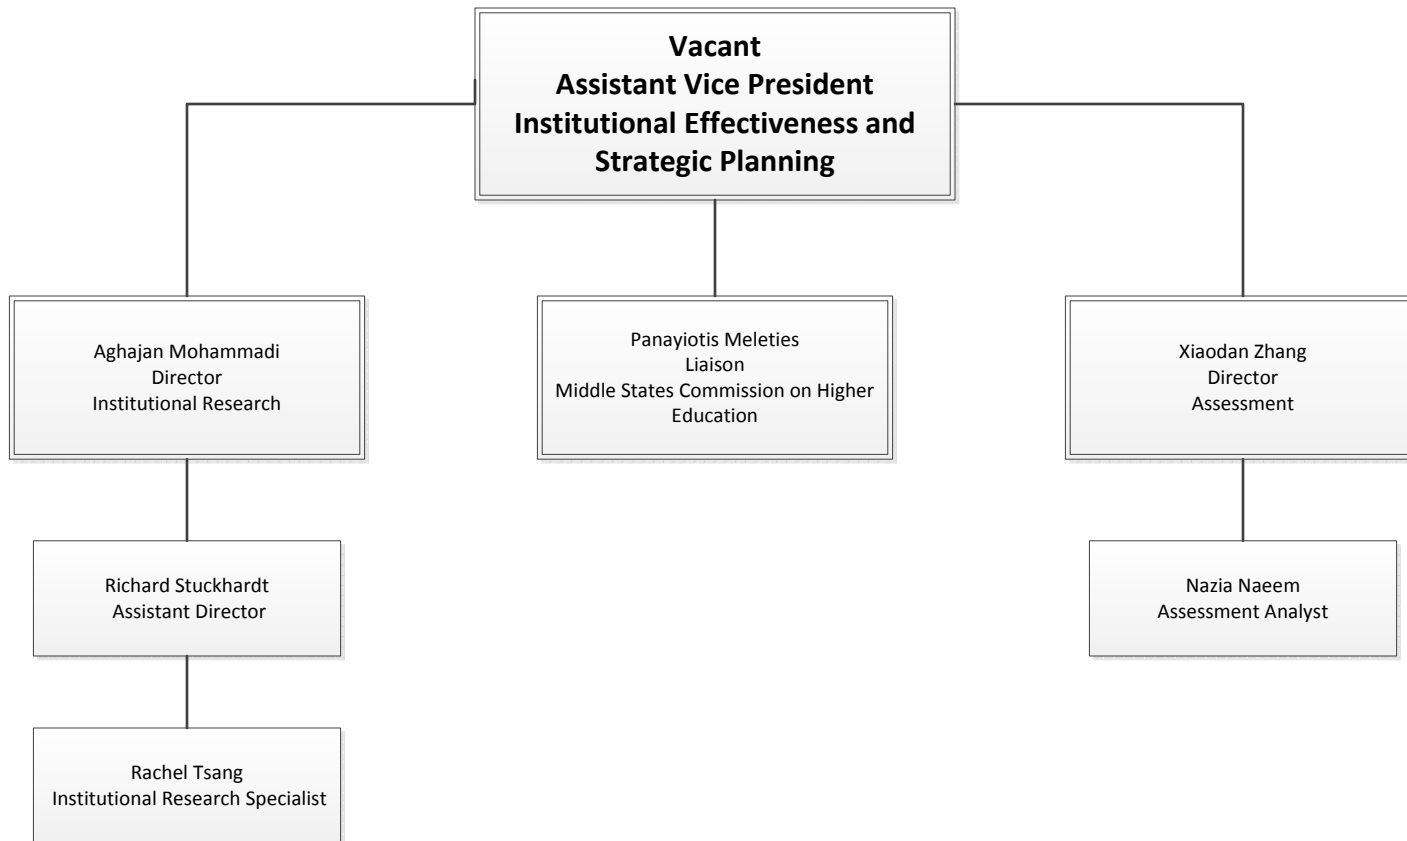 Vacant
Assistant Vice President
Institutional Effectiveness and
Strategic Planning
Aghajan Mohammadi
Director
Institutional Research
Panayiotis Meleties
Liaison
Middle States Commission on Higher
Education
Xiaodan Zhang
Director
Assessment
Richard Stuckhardt
Assistant Director
Nazia Naeem
Assessment Analyst
Rachel Tsang
Institutional Research Specialist